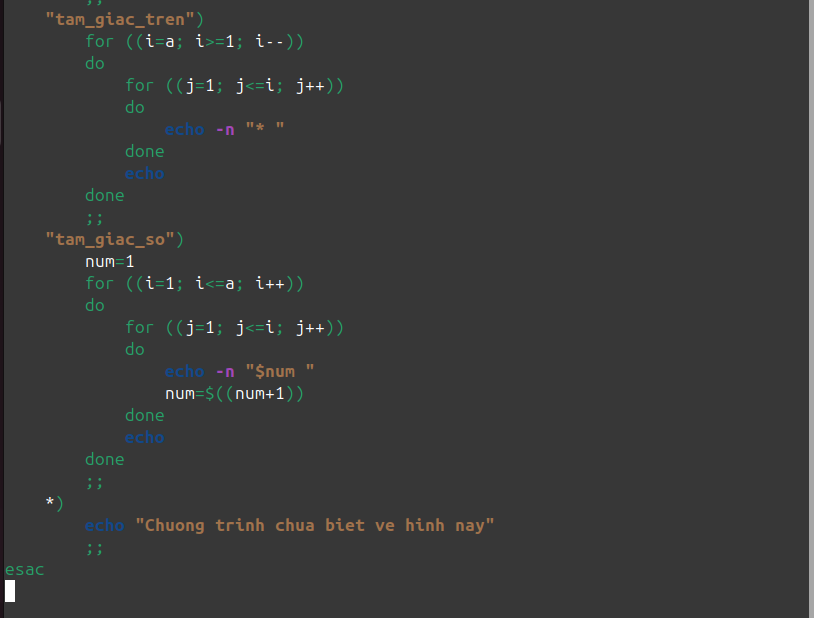 ;;
"tam_giac_tren")
for ((i=a; i>=1; i--))
do
for ((j=1; j<=i; j++))
do
echo -n "* "
done
echo
done
;;
"tam_giac_so")
num=1
for ((i=1; i<=a; i++))
do
for ((j=1; j<=i; j++))
do
echo -n "$num "
num=$((num+1))
done
echo
done
;;
*)
echo "Chuong trinh chua biet ve hinh nay"
;;
esac